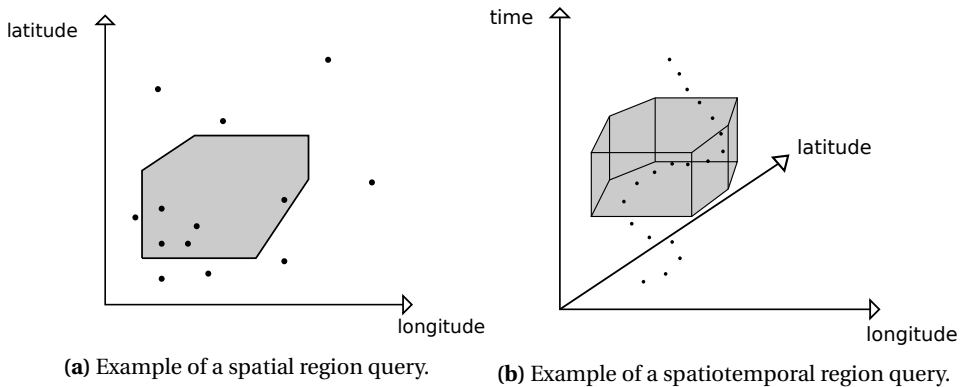 latitude
longitude
(a) Example of a spatial region query.
time
latitude
longitude
(b) Example of a spatiotemporal region query.